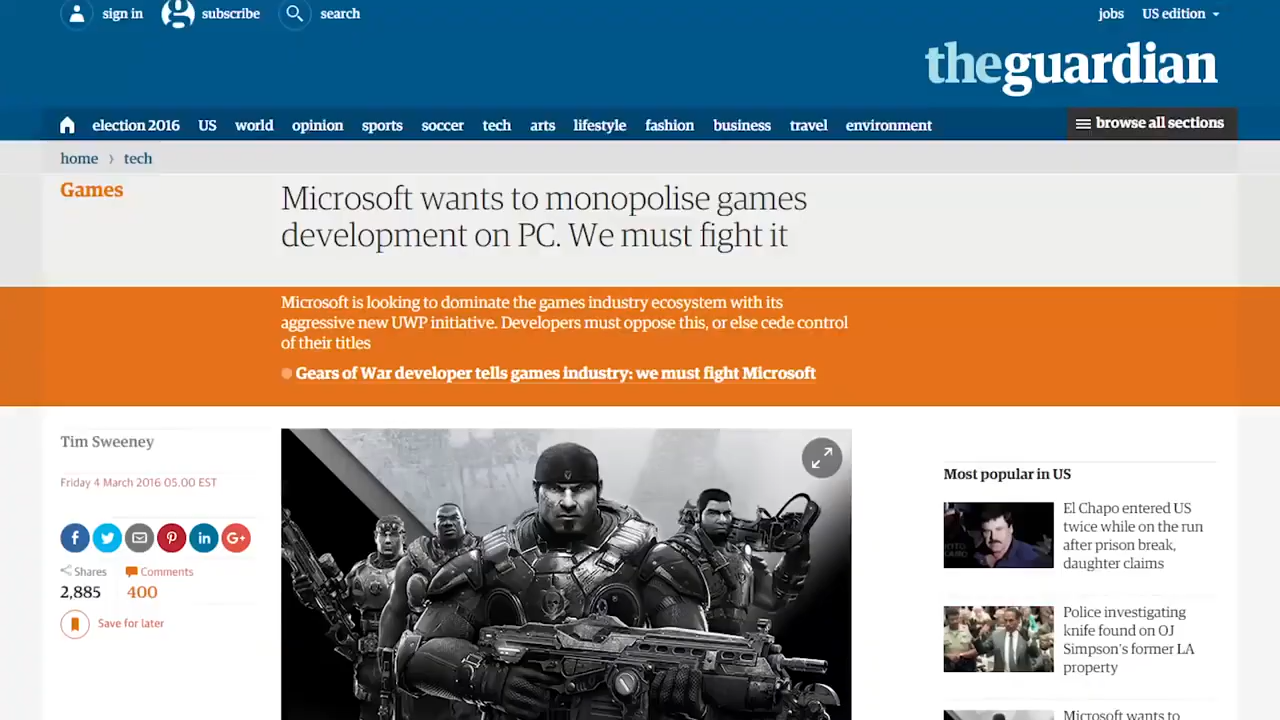 sign in
subscribe
search
jobs
US edition
theguardian
election 2016
US
world
opinion
sports
soccer
tech
arts
lifestyle
fashion
business
travel
environment
browse all sections
home › tech
Games
Microsoft wants to monopolise games
development on PC. We must fight it
Microsoft is looking to dominate the games industry ecosystem with its
aggressive new UWP initiative. Developers must oppose this, or else cede control
of their titles
Gears of War developer tells games industry: we must fight Microsoft
Tim Sweeney
Friday 4 March 2016 05.00 EST
Shares
2,885
Comments
400
Save for later
Most popular in US
El Chapo entered US
twice while on the run
after prison break,
daughter claims
Police investigating
knife found on OJ
Simpson's former LA
property
Microsoft wants to